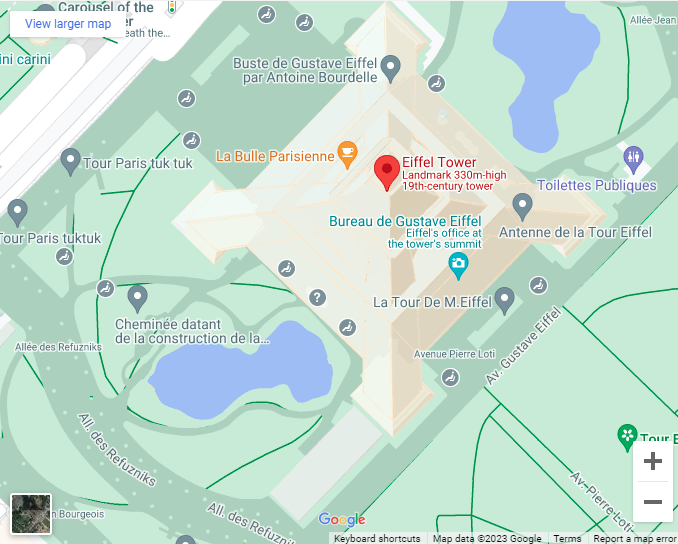 Carousel of the
View larger map
er
eath the...
Allée Jean
ini carini
Buste de Gustave Eiffel
par Antoine Bourdelle
La Bulle Parisienne
Eiffel Tower
Landmark 330m-high
19th-century tower
Tour Paris tuk tuk
Toilettes Publiques
Tour Paris tuktuk
Bureau de Gustave Eiffel
Eiffel's office at
the tower's summit
Antenne de la Tour Eiffel
La Tour De M.Eiffel
Cheminée datant
de la construction de la...
Allée des Refuzniks
Avenue Pierre Loti
Av. Gustave Eiffel
All. des Refuzniks
Tour E
Av.-Pierre-Loti-
n Bourgeois
All. des Refuzniks
Google
Keyboard shortcuts
Map data ©2023 Google
Terms
Report a map error